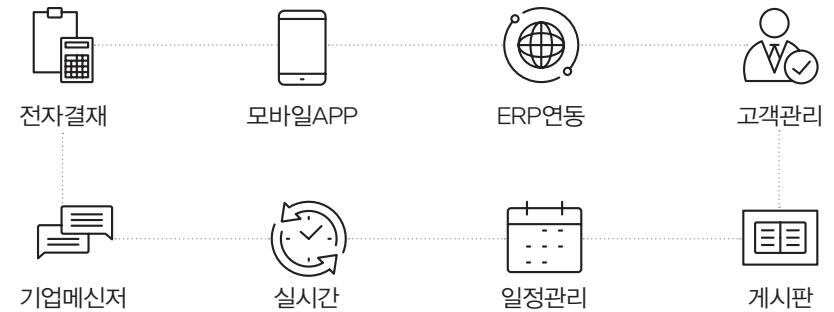 전자결재
모바일APP
ERP연동
고객관리
기업메신저
실시간
일정관리
게시판